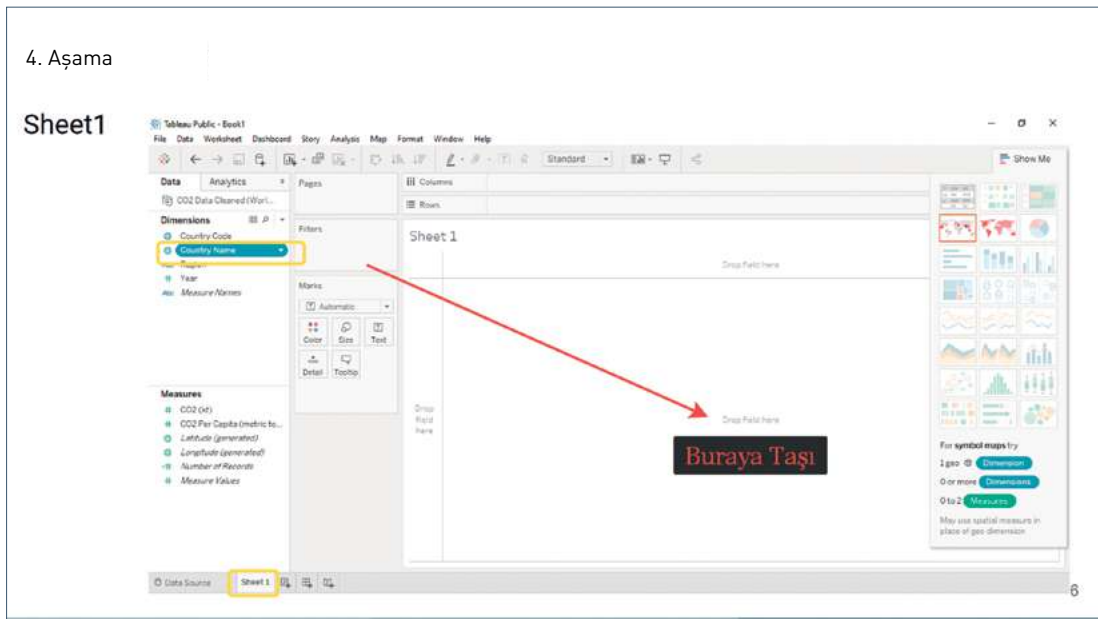 4. Aşama
Sheet1
Tableau Public - Book1
File Data Worksheet Dashboard Story Analysis Map Format Window Help
Standard
Show Me
Data Analytics
Pages
Columns
CO2 Data Cleaned (Worl...
Rows
Dimensions
Filters
Sheet 1
Country Code
Country Name
Drop field here
Region
Year
Marks
Abc Measure Names
Automatic
Color Size Text
Detail Tooltip
Measures
CO2 (kt)
CO2 Per Capita (metric to...
Latitude (generated)
Longitude (generated)
Number of Records
Measure Values
Drop
field
here
Drop field here
Buraya Taşı
For symbol maps try
1 geo Dimension
0 or more Dimensions
0 to 2 Measures
May use spatial measure in
place of geo dimension
Data Source Sheet 1
6